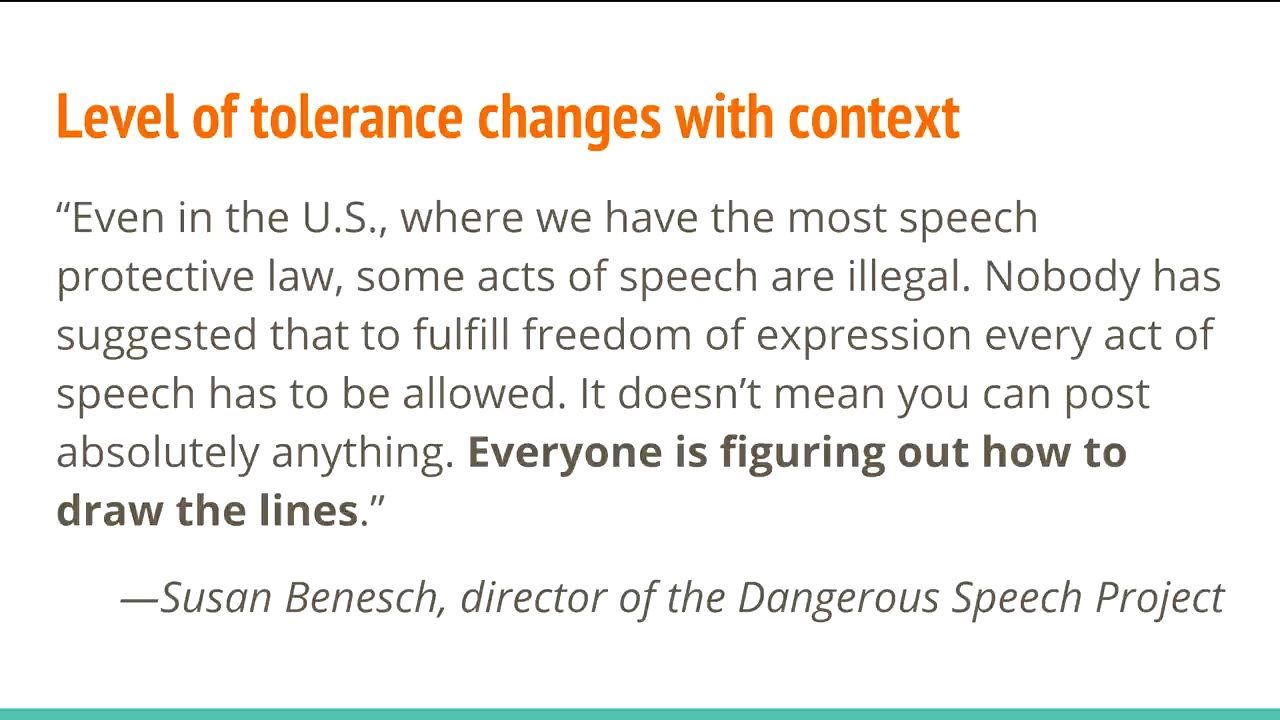 Level of tolerance changes with context
“Even in the U.S., where we have the most speech
protective law, some acts of speech are illegal. Nobody has
suggested that to fulfill freedom of expression every act of
speech has to be allowed. It doesn’t mean you can post
absolutely anything. Everyone is figuring out how to
draw the lines.”
—Susan Benesch, director of the Dangerous Speech Project